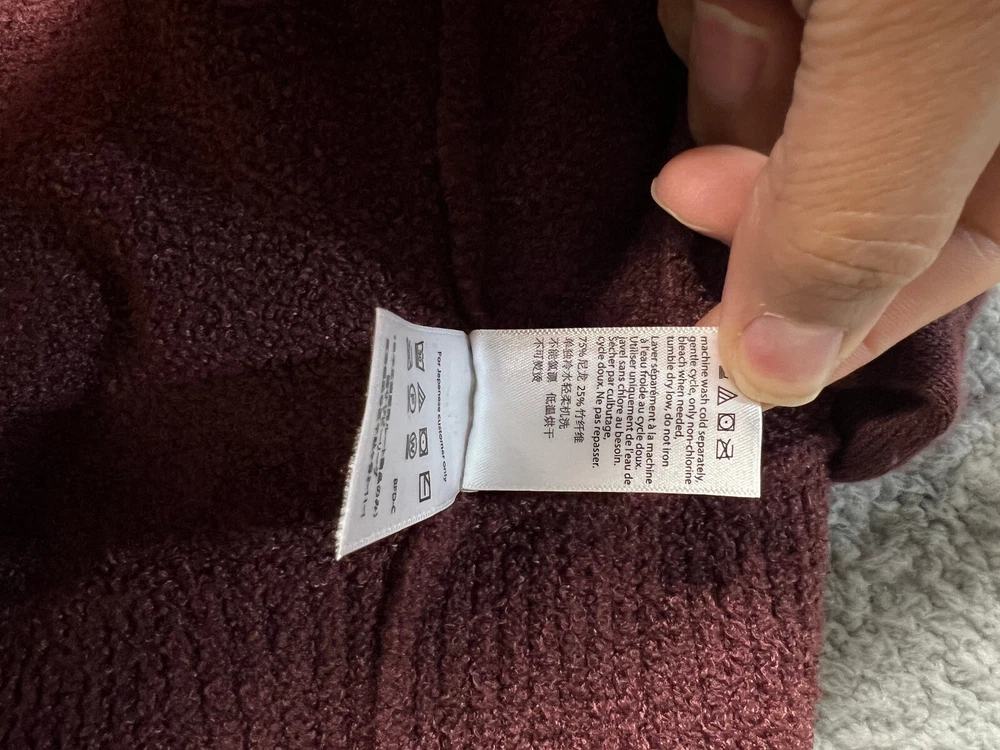 machine wash cold separately,
gentle cycle, only non-chlorine
bleach when needed,
tumble dry low, do not iron
Laver séparément à la machine
à l'eau froide au cycle doux.
Utiliser uniquement de l'eau de
javel sans chlore au besoin.
Sécher par culbutage,
cycle doux. Ne pas repasser.
75% 尼龙 25% 竹纤维
单独冷水轻柔机洗
不能氯漂 低温烘干
不可熨烫
For Japanese customer only
BFD-C